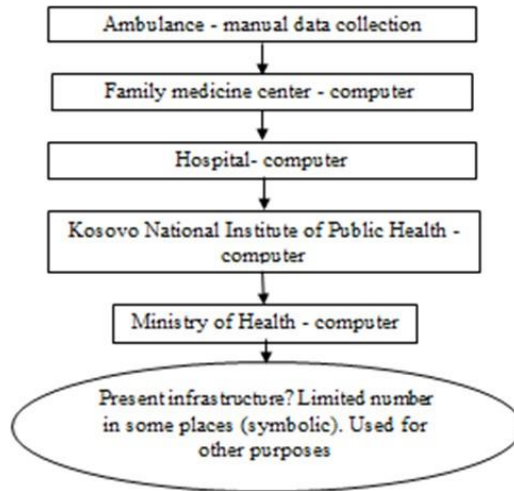 Ambulance - manual data collection
Family medicine center - computer
Hospital- computer
Kosovo National Institute of Public Health -
computer
Ministry of Health - computer
Present infrastructure? Limited number
in some places (symbolic). Used for
other purposes